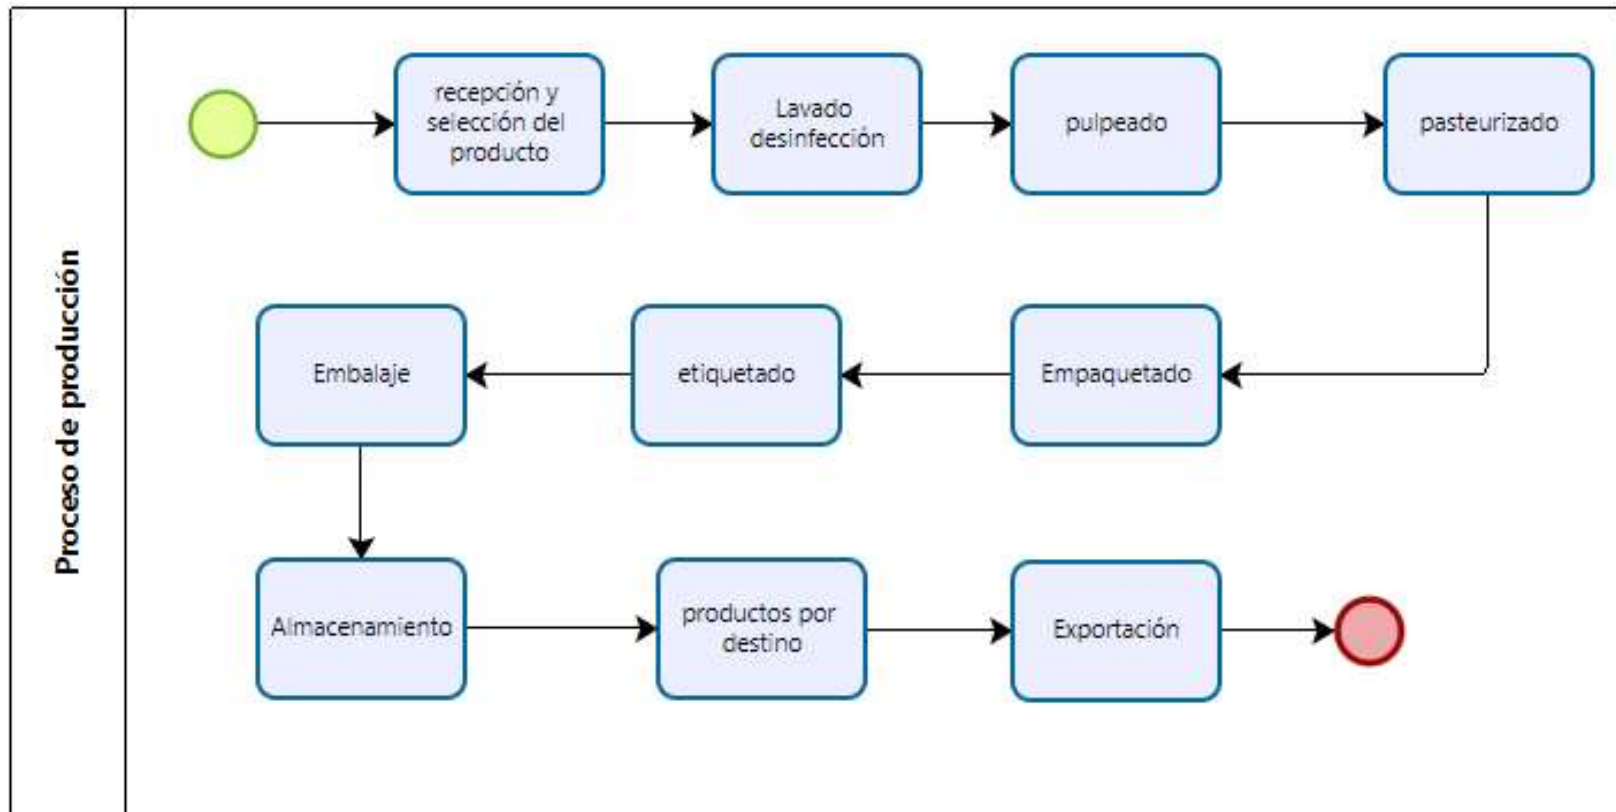 Proceso de producción
recepción y
selección del
producto
Lavado
desinfección
pulpeado
pasteurizado
Empaquetado
etiquetado
Embalaje
Almacenamiento
productos por
destino
Exportación